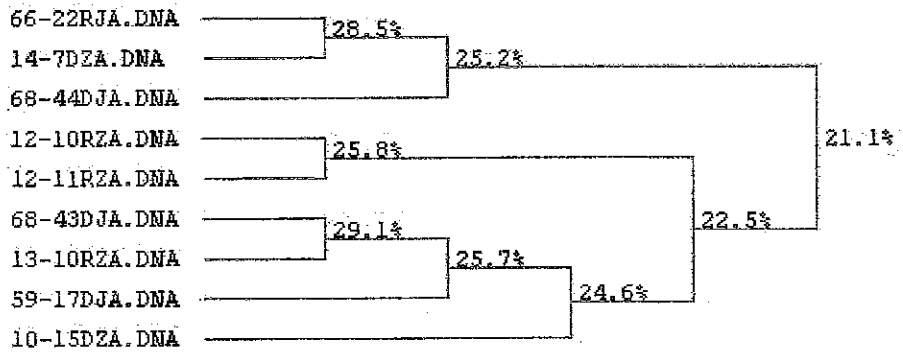 66-22RJA.DNA
28.5%
14-7DZA.DNA
25.2%
68-44DJA.DNA
12-10RZA.DNA
21.1%
25.8%
12-11RZA.DNA
68-43DJA.DNA
22.5%
29.1%
13-10RZA.DNA
25.7%
59-17DJA.DNA
24.6%
10-15DZA.DNA